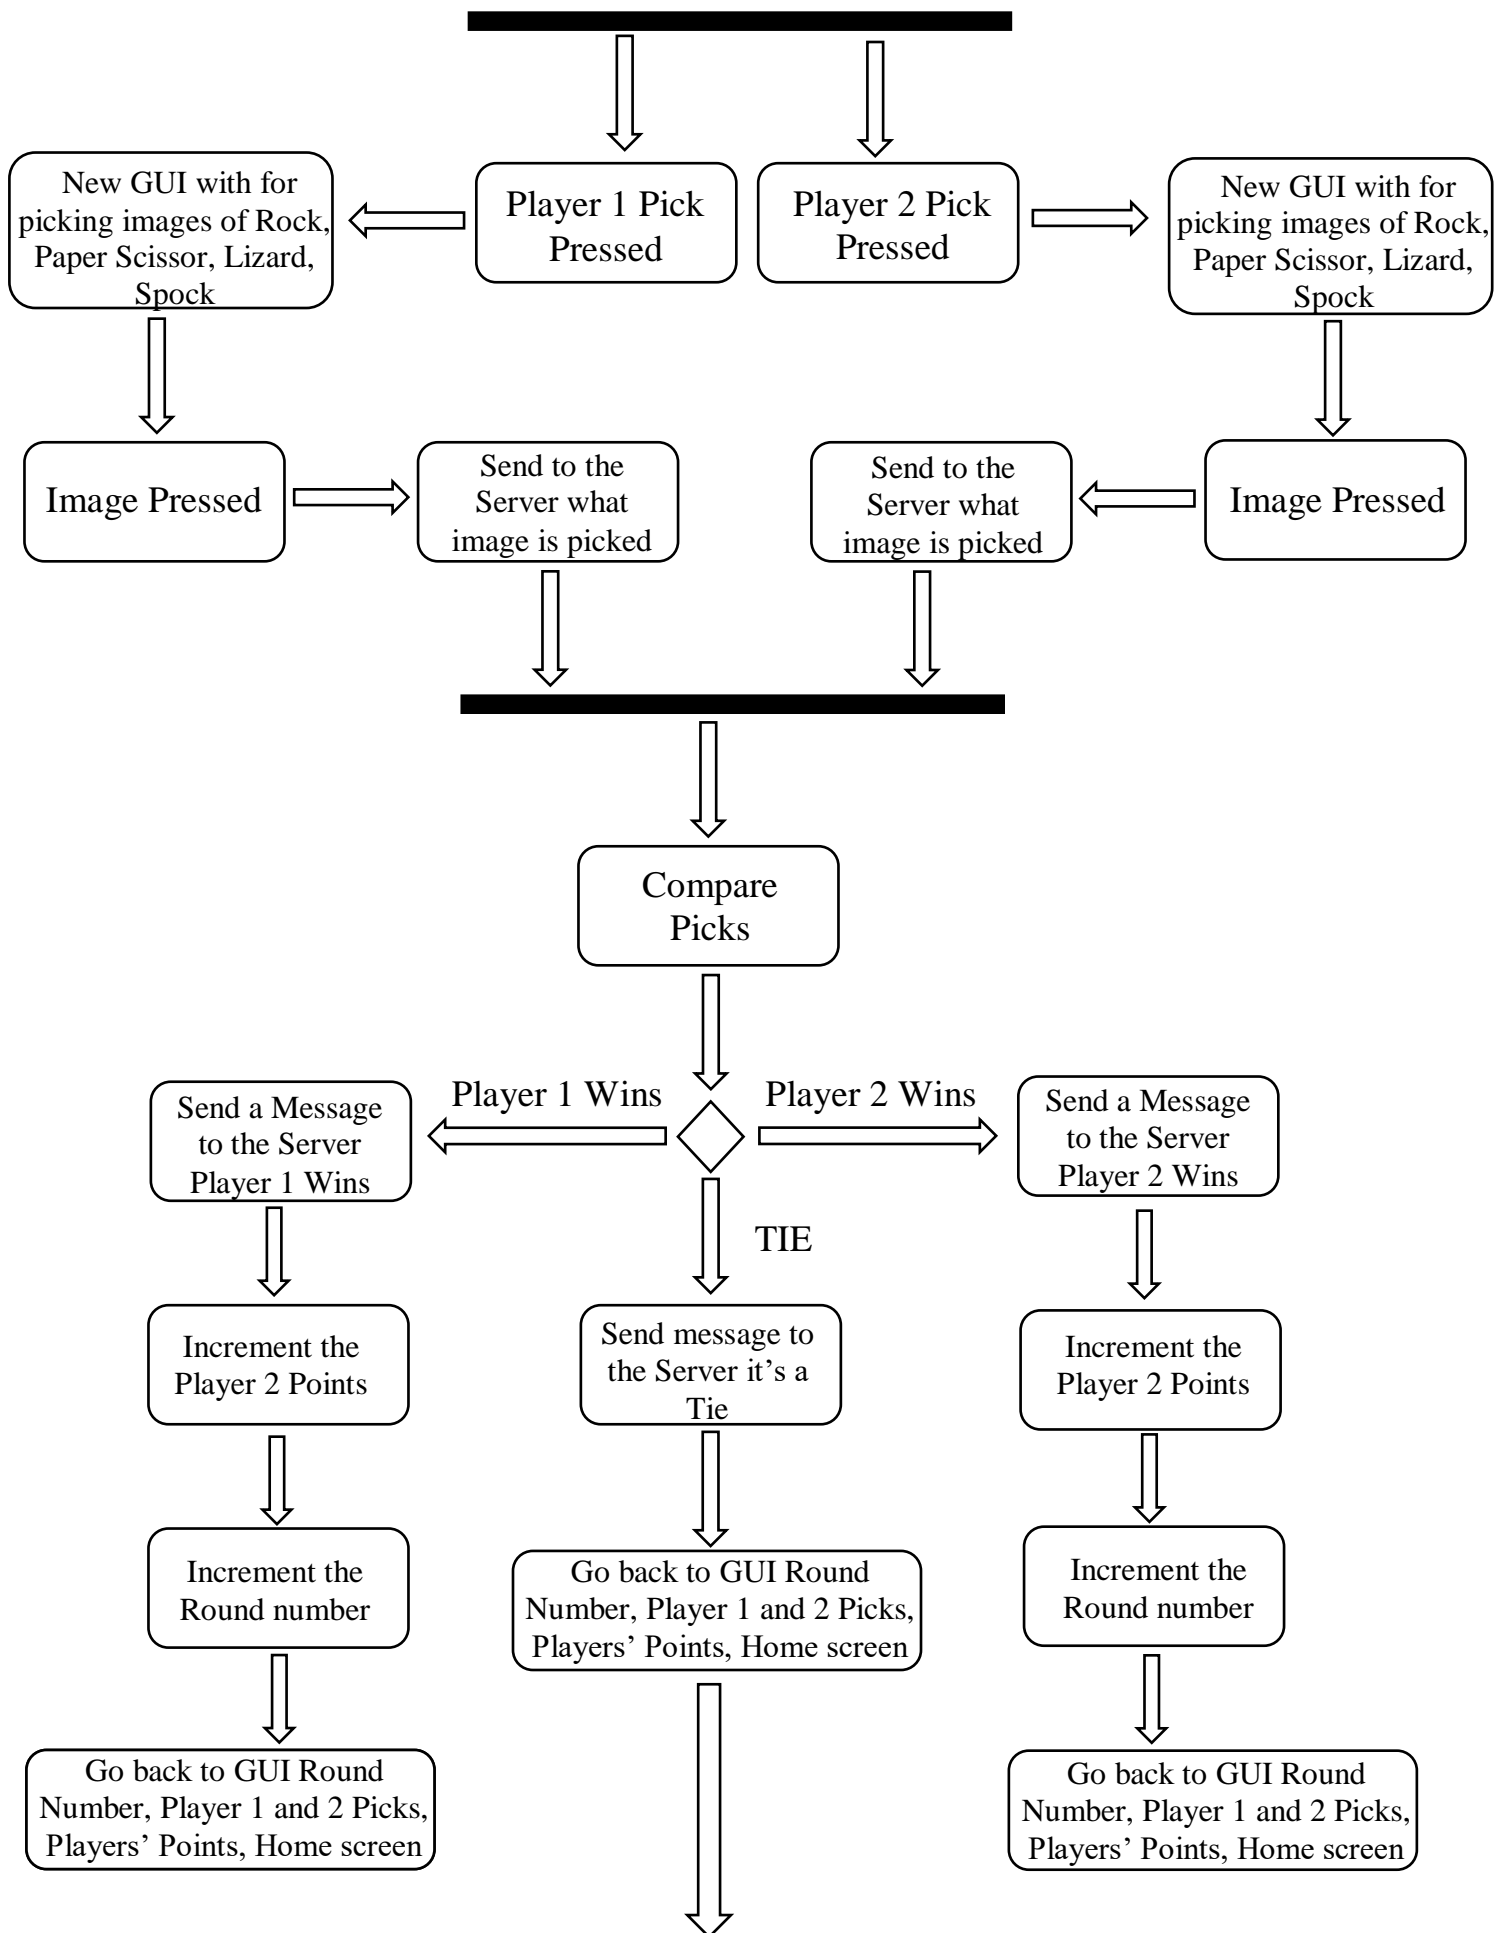 New GUI with for
picking images of Rock,
Paper Scissor, Lizard,
Spock
Player 1 Pick
Pressed
Player 2 Pick
Pressed
New GUI with for
picking images of Rock,
Paper Scissor, Lizard,
Spock
Image Pressed
Send to the
Server what
image is picked
Send to the
Server what
image is picked
Image Pressed
Compare
Picks
Player 1 Wins
Player 2 Wins
Send a Message
to the Server
Player 1 Wins
Send a Message
to the Server
Player 2 Wins
TIE
Increment the
Player 2 Points
Send message to
the Server it’s a
Tie
Increment the
Player 2 Points
Increment the
Round number
Go back to GUI Round
Number, Player 1 and 2 Picks,
Players’ Points, Home screen
Increment the
Round number
Go back to GUI Round
Number, Player 1 and 2 Picks,
Players’ Points, Home screen
Go back to GUI Round
Number, Player 1 and 2 Picks,
Players’ Points, Home screen